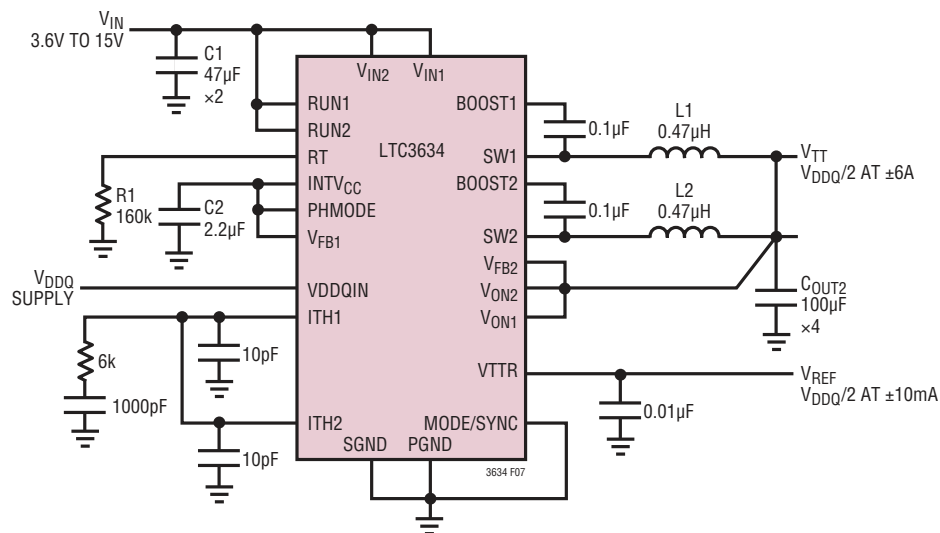 VIN
3.6V TO 15V
C1
47µF
×2
VIN2
VIN1
RUN1
RUN2
RT
INTVCC
PHMODE
VFB1
VDDQIN
ITH1
ITH2
SGND
PGND
LTC3634
BOOST1
SW1
BOOST2
SW2
VFB2
VON2
VON1
VTTR
MODE/SYNC
R1
160k
C2
2.2µF
VDDQ
SUPPLY
6k
1000pF
10pF
10pF
0.1µF
L1
0.47µH
VTT
VDDQ/2 AT ±6A
0.1µF
L2
0.47µH
COUT2
100µF
×4
VREF
VDDQ/2 AT ±10mA
0.01µF
3634 F07